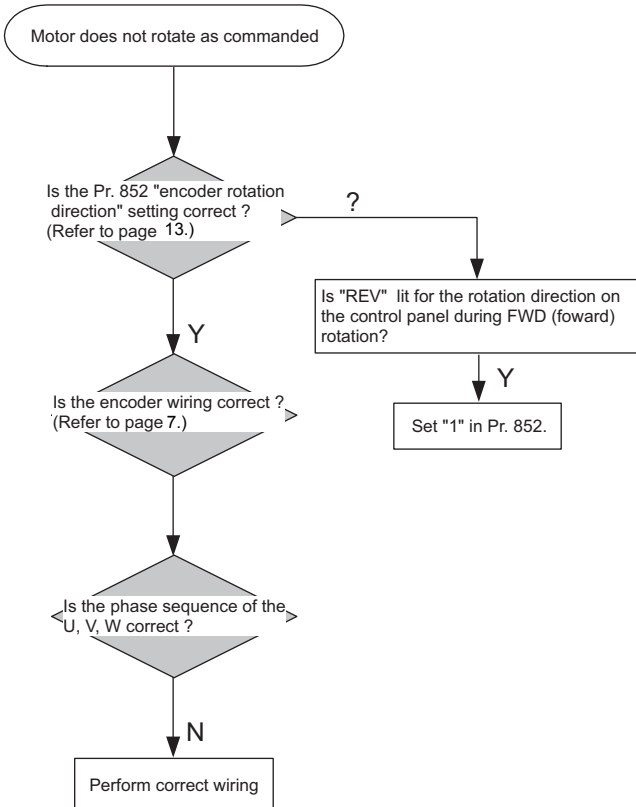 Motor does not rotate as commanded
Is the Pr. 852 "encoder rotation
direction" setting correct ?
(Refer to page 13.)
?
Is "REV" lit for the rotation direction on
the control panel during FWD (foward)
rotation?
Y
Y
Is the encoder wiring correct ?
(Refer to page 7.)
Set "1" in Pr. 852.
Is the phase sequence of the
U, V, W correct ?
N
Perform correct wiring